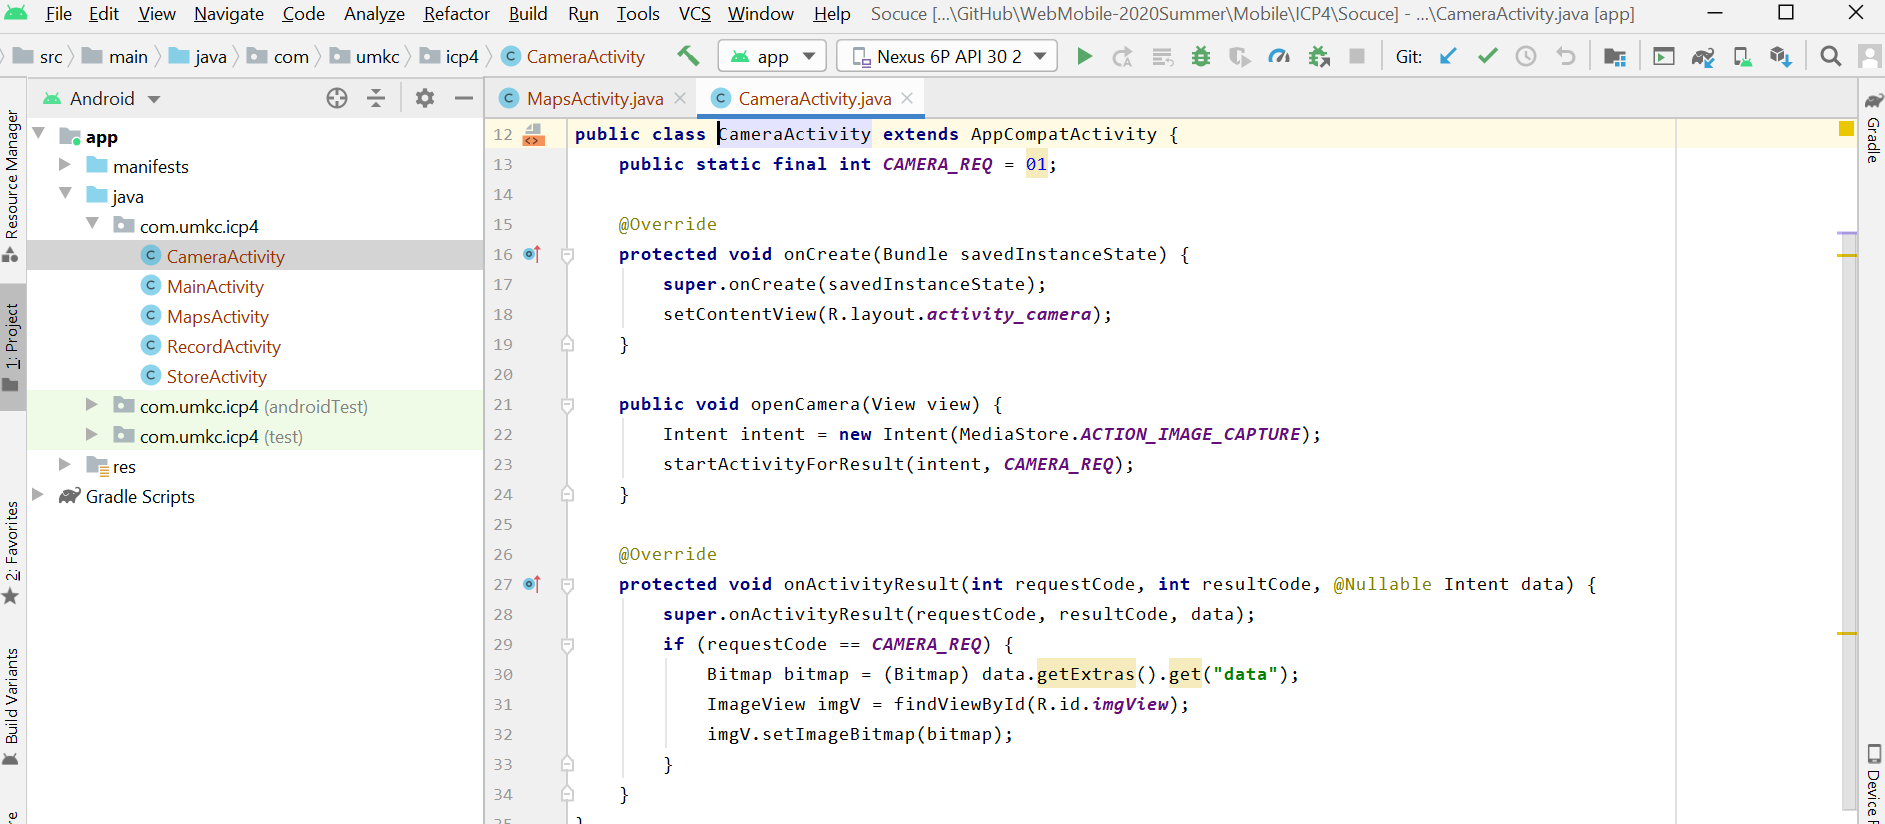 File Edit View Navigate Code Analyze Refactor Build Run Tools VCS Window Help Socuce [...\GitHub\WebMobile-2020Summer\Mobile\ICP4\Socuce] - ...\CameraActivity.java [app]
src main java com umkc icp4 CameraActivity app Nexus 6P API 30 2 Git:
Android
MapsActivity.java CameraActivity.java
app
manifests
java
com.umkc.icp4
CameraActivity
MainActivity
MapsActivity
RecordActivity
StoreActivity
com.umkc.icp4 (androidTest)
com.umkc.icp4 (test)
res
Gradle Scripts
Resource Manager
1: Project
2: Favorites
Build Variants
12 public class CameraActivity extends AppCompatActivity {
13 public static final int CAMERA_REQ = 01;
14
15 @Override
16 protected void onCreate(Bundle savedInstanceState) {
17 super.onCreate(savedInstanceState);
18 setContentView(R.layout.activity_camera);
19 }
20
21 public void openCamera(View view) {
22 Intent intent = new Intent(MediaStore.ACTION_IMAGE_CAPTURE);
23 startActivityForResult(intent, CAMERA_REQ);
24 }
25
26 @Override
27 protected void onActivityResult(int requestCode, int resultCode, @Nullable Intent data) {
28 super.onActivityResult(requestCode, resultCode, data);
29 if (requestCode == CAMERA_REQ) {
30 Bitmap bitmap = (Bitmap) data.getExtras().get("data");
31 ImageView imgV = findViewById(R.id.imgView);
32 imgV.setImageBitmap(bitmap);
33 }
34 }
25 }
Gradle
Device